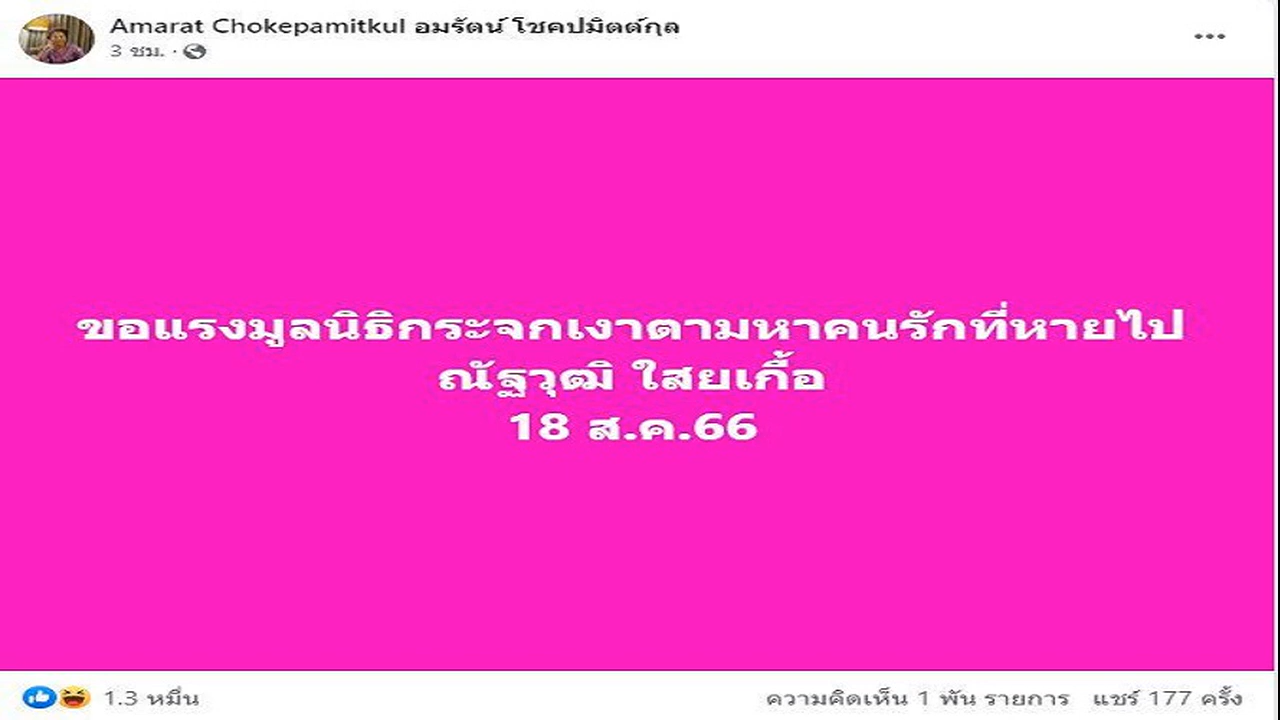 Amarat Chokepamitkul อมรัตน์ โชคปมิตต์กุล
3 ชม. ·
ขอแรงมูลนิธิกระจกเงาตามหาคนรักที่หายไป
ณัฐวุฒิ ใสยเกื้อ
18 ส.ค.66
1.3 หมื่น ความคิดเห็น 1 พัน รายการ แชร์ 177 ครั้ง